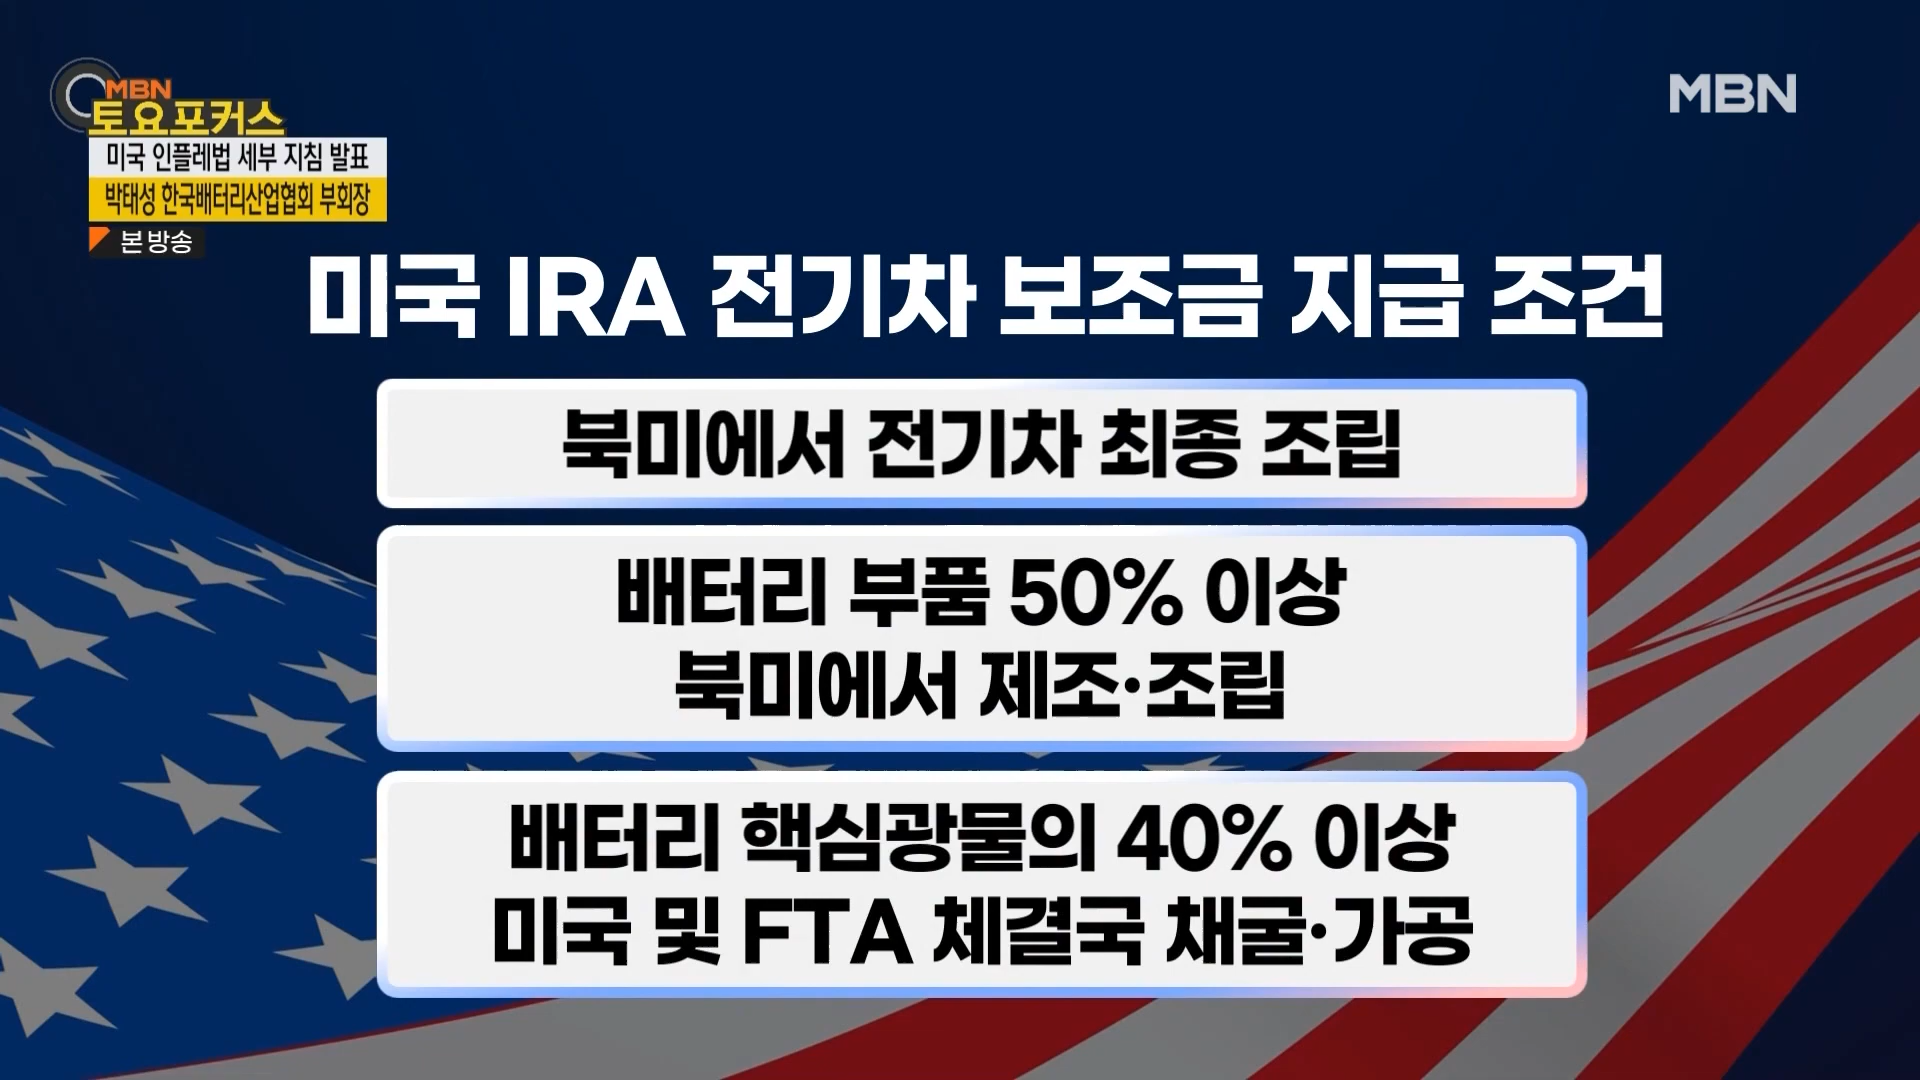 MBN
토요포커스
미국 인플레법 세부 지침 발표
박태성 한국배터리산업협회 부회장
본방송
MBN
미국 IRA 전기차 보조금 지급 조건
북미에서 전기차 최종 조립
배터리 부품 50% 이상
북미에서 제조·조립
배터리 핵심광물의 40% 이상
미국 및 FTA 체결국 채굴·가공